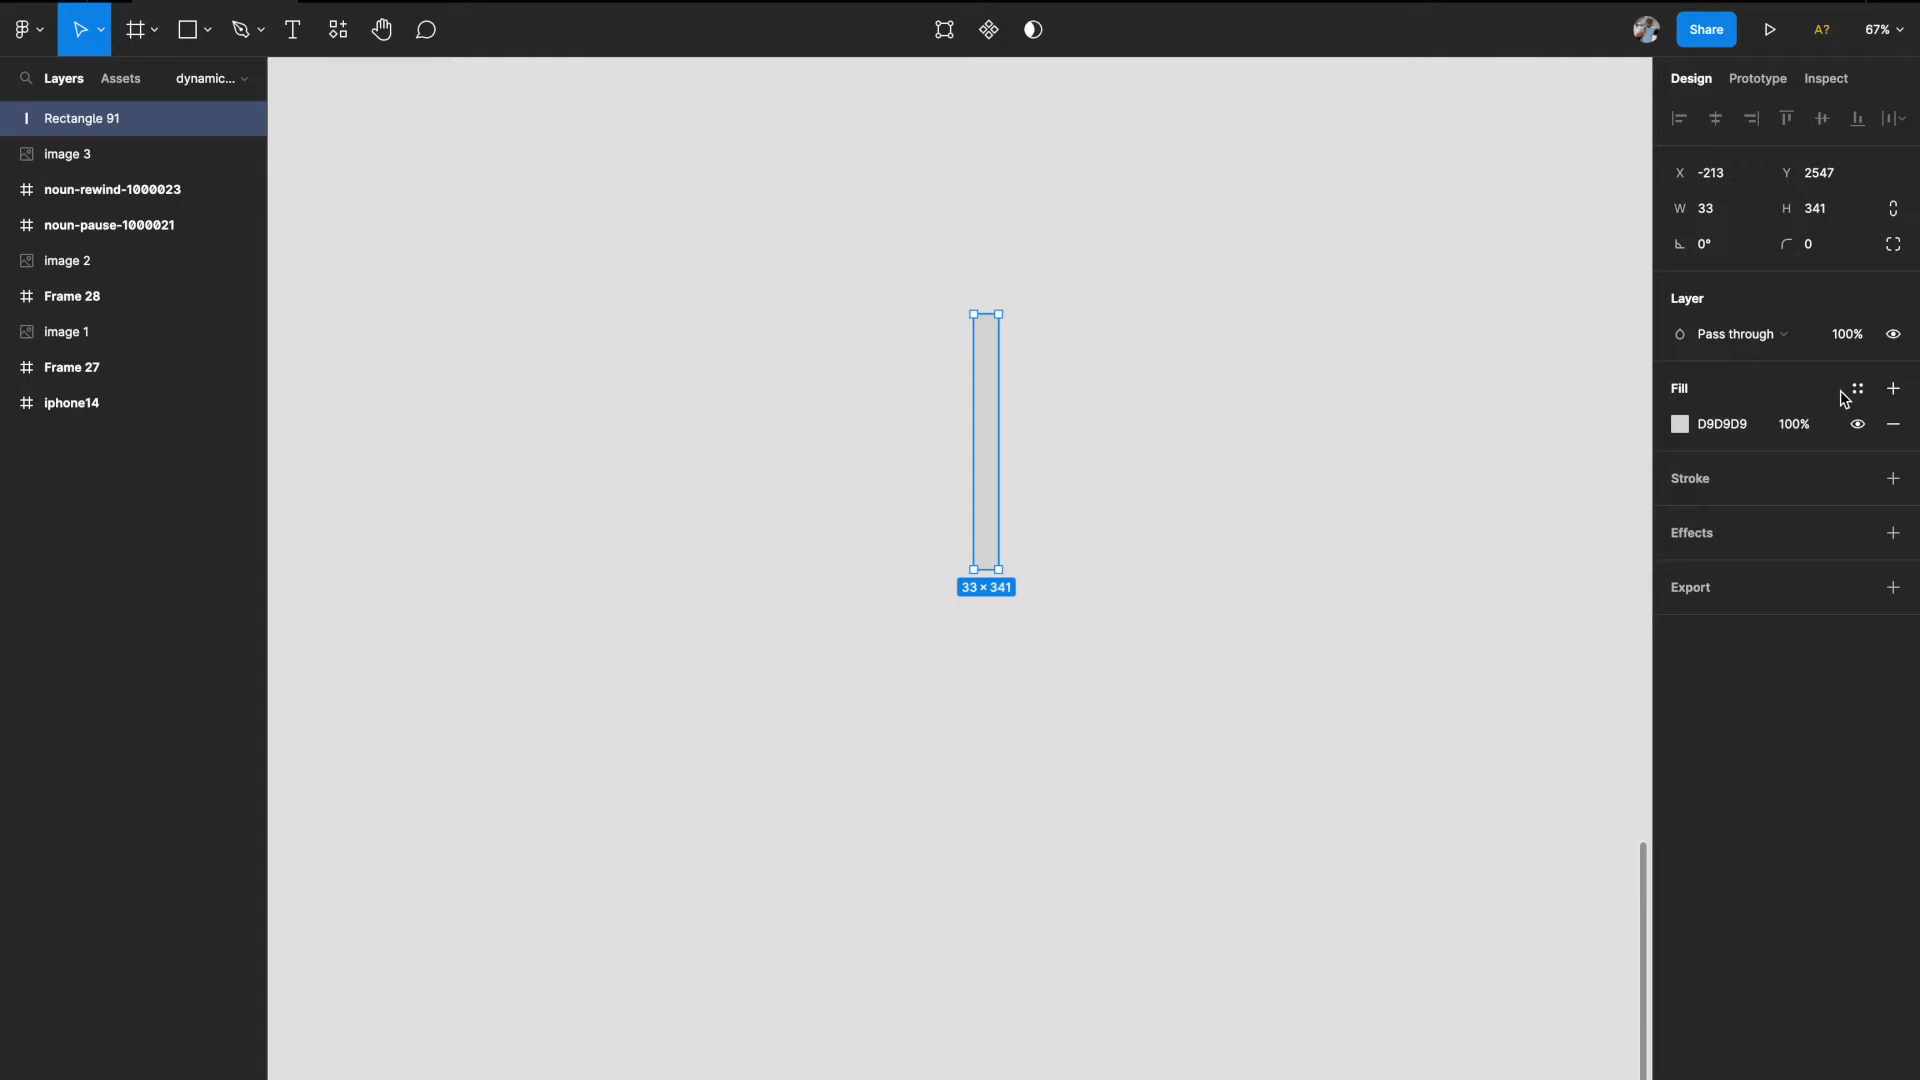 Share
A?
67%
Layers
Assets
dynamic...
Design
Prototype
Inspect
Rectangle 91
image 3
noun-rewind-1000023
noun-pause-1000021
image 2
Frame 28
image 1
Frame 27
iphone14
33 × 341
X -213
Y 2547
W 33
H 341
0°
0
Layer
Pass through
100%
Fill
D9D9D9
100%
Stroke
Effects
Export